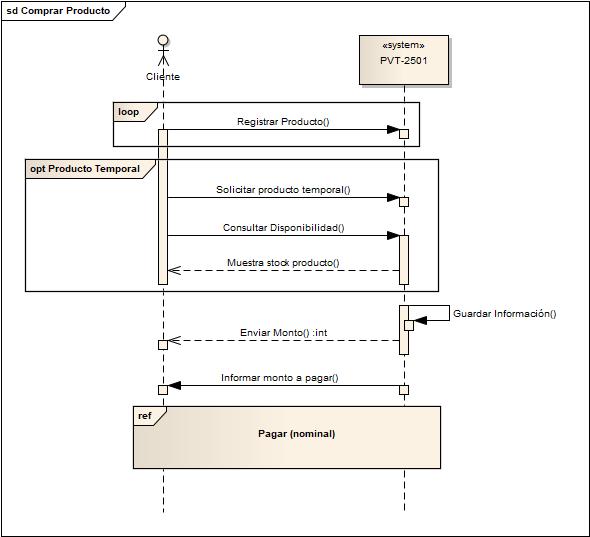 sd Comprar Producto
«system»
PVT-2501
Cliente
loop
Registrar Producto()
opt Producto Temporal
Solicitar producto temporal()
Consultar Disponibilidad()
Muestra stock producto()
Guardar Información()
Enviar Monto() :int
Informar monto a pagar()
ref
Pagar (nominal)